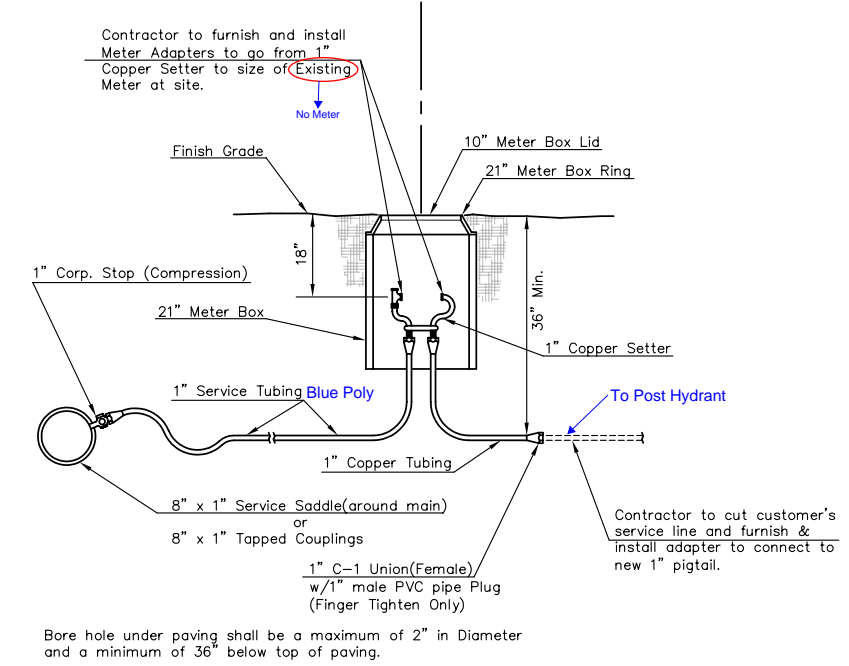 Contractor to furnish and install
Meter Adapters to go from 1”
Copper Setter to size of Existing
Meter at site.
No Meter
10” Meter Box Lid
Finish Grade
21” Meter Box Ring
18”
1” Corp. Stop (Compression)
36” Min.
21” Meter Box
1” Copper Setter
1” Service Tubing Blue Poly
To Post Hydrant
1” Copper Tubing
8” x 1” Service Saddle(around main)
or
8” x 1” Tapped Couplings
Contractor to cut customer's
service line and furnish &
install adapter to connect to
new 1” pigtail.
1” C-1 Union(Female)
w/1” male PVC pipe Plug
(Finger Tighten Only)
Bore hole under paving shall be a maximum of 2” in Diameter
and a minimum of 36” below top of paving.